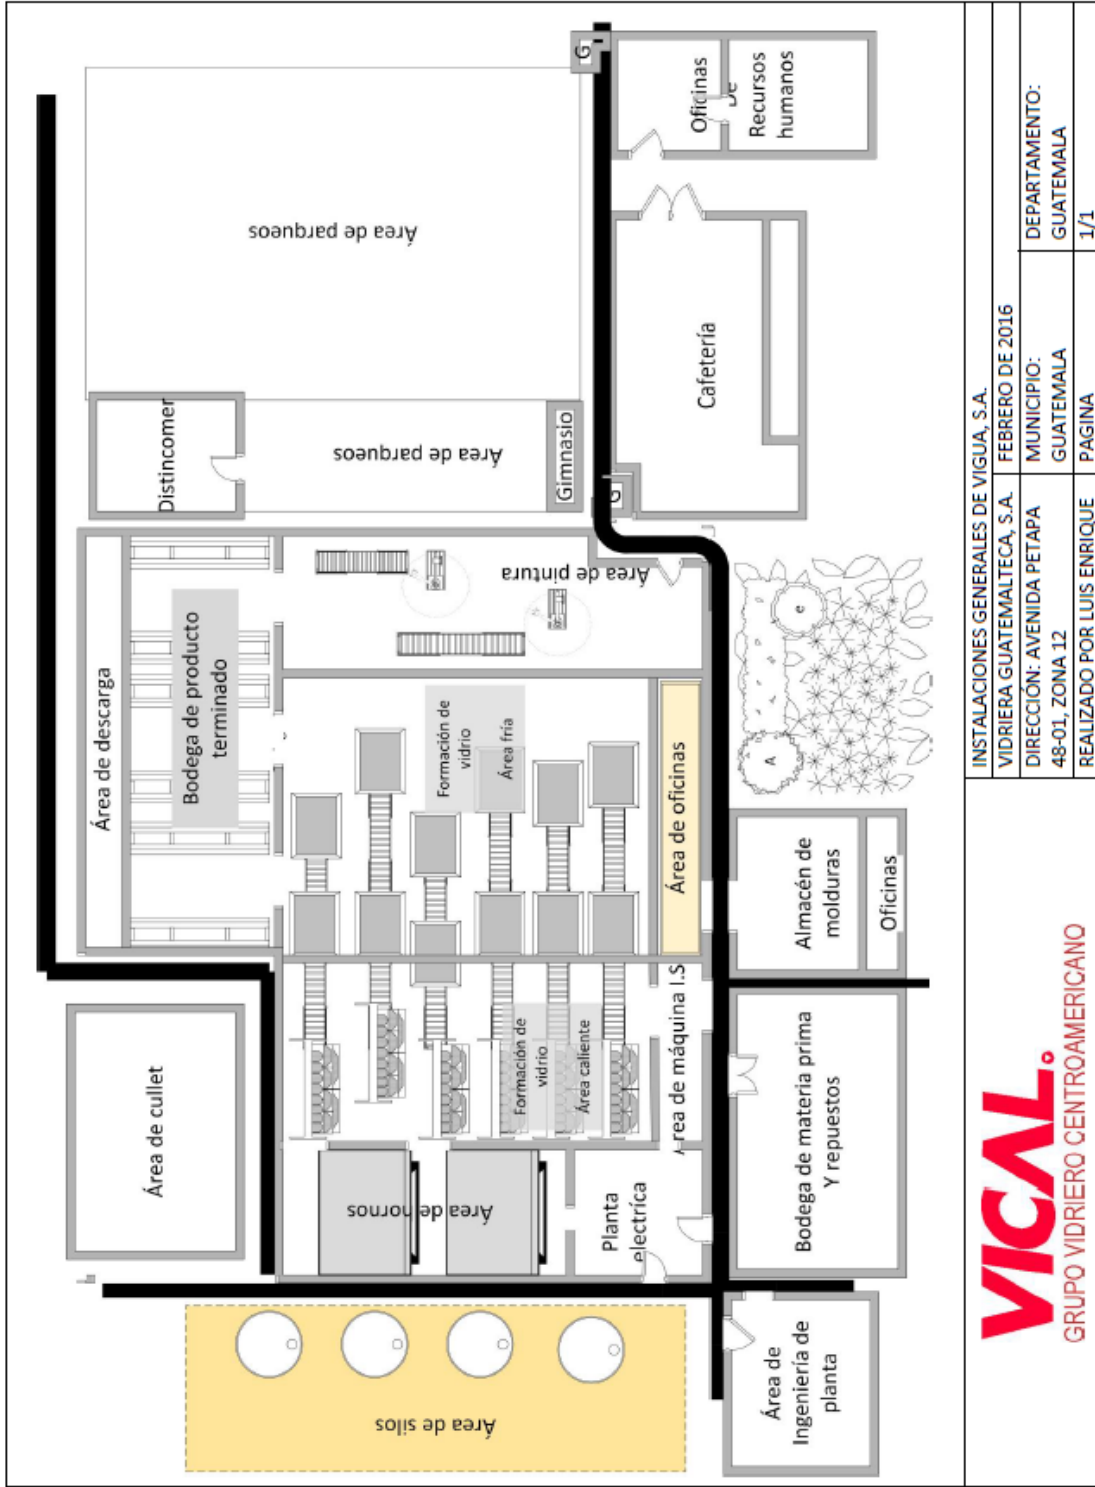 Área de descarga
Bodega de producto
terminado
Distincomer
Área de parqueos
Área de parqueos
Gimnasio
G
Área de cullet
Formación de
vidrio
Área fría
Área de pintura
Área de oficinas
Formación de
vidrio
Área caliente
rea de máquina I.S
Área de hornos
Planta
electríca
Área de silos
G
Oficinas
De
Recursos
humanos
Cafetería
A
e
Almacén de
molduras
Oficinas
Bodega de materia prima
Y repuestos
Área de
Ingeniería de
planta
VICAL
GRUPO VIDRIERO CENTROAMERICANO
INSTALACIONES GENERALES DE VIGUA, S.A.
VIDRIERA GUATEMALTECA, S.A. FEBRERO DE 2016
DIRECCIÓN: AVENIDA PETAPA MUNICIPIO: DEPARTAMENTO:
48-01, ZONA 12 GUATEMALA GUATEMALA
REALIZADO POR LUIS ENRIQUE PAGINA 1/1